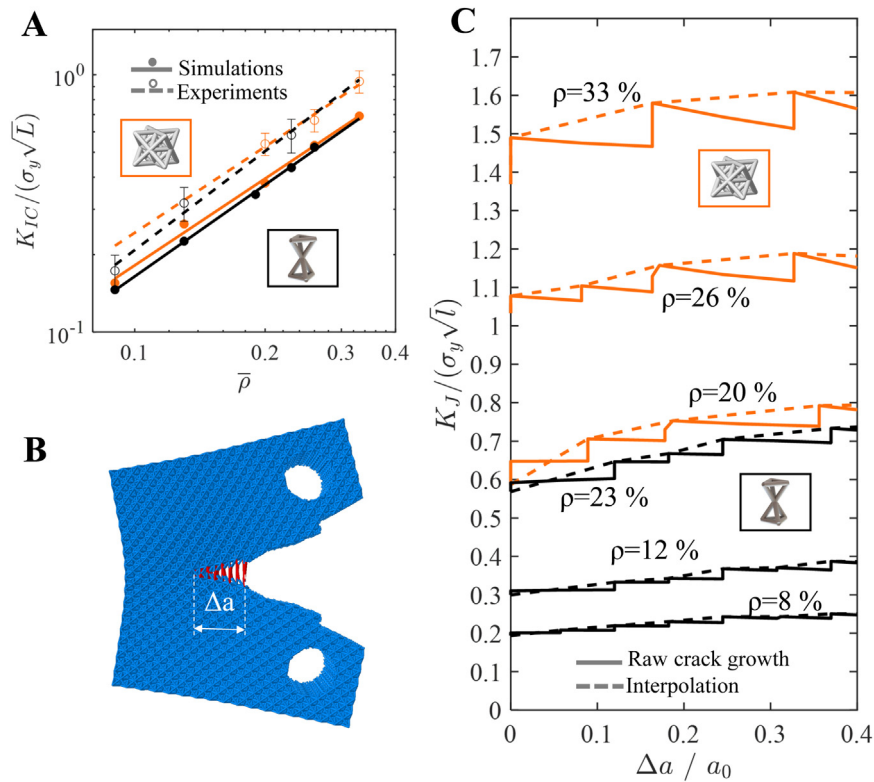 A
Simulations
Experiments
10^0
10^-1
K_IC/(σ_y√L)
0.1
0.2
0.3
0.4
ρ̅
B
Δa
C
1.7
1.6
1.5
1.4
1.3
1.2
1.1
1
0.9
0.8
0.7
0.6
0.5
0.4
0.3
0.2
0.1
0
K_J/(σ_y√l)
ρ=33 %
ρ=26 %
ρ=20 %
ρ=23 %
ρ=12 %
ρ=8 %
Raw crack growth
Interpolation
0
0.1
0.2
0.3
0.4
Δa / a_0